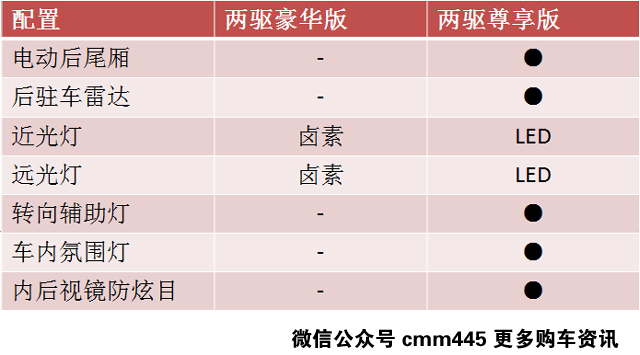 配置 两驱豪华版 两驱尊享版
电动后尾厢 - ●
后驻车雷达 - ●
近光灯 卤素 LED
远光灯 卤素 LED
转向辅助灯 - ●
车内氛围灯 - ●
内后视镜防炫目 - ●
微信公众号 cmm445 更多购车资讯